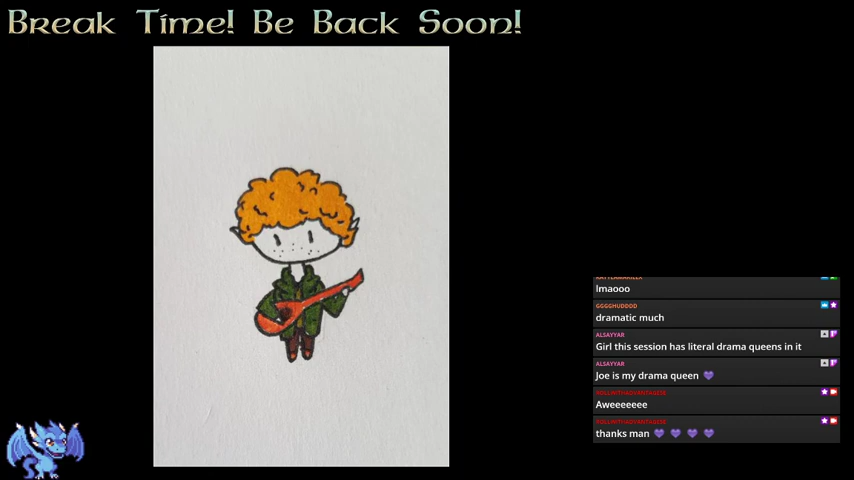 Break Time! Be Back Soon!
lmaooo
GGGGHUDDDD
dramatic much
ALSAYYAR
Girl this session has literal drama queens in it
ALSAYYAR
Joe is my drama queen 💜
Aweeeeeee
thanks man 💜 💜 💜 💜